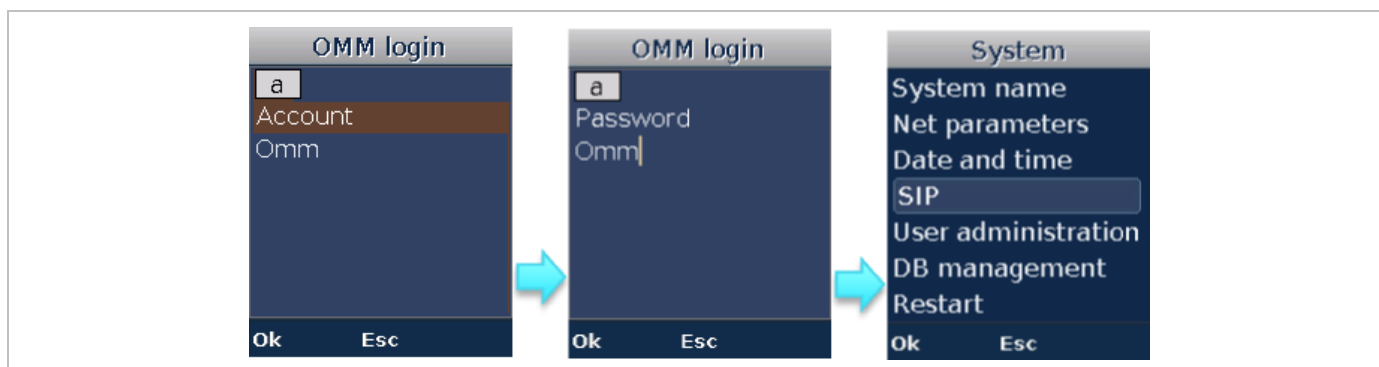 OMM login
a
Account
Omm
Ok Esc
OMM login
a
Password
Omm
Ok Esc
System
System name
Net parameters
Date and time
SIP
User administration
DB management
Restart
Ok Esc